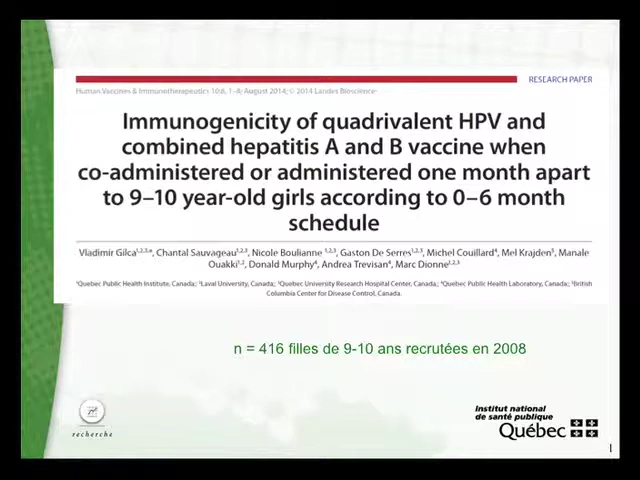 RESEARCH PAPER
Human Vaccines & Immunotherapeutics 10:8, 1–8; August 2014; © 2014 Landes Bioscience
Immunogenicity of quadrivalent HPV and
combined hepatitis A and B vaccine when
co-administered or administered one month apart
to 9–10 year-old girls according to 0–6 month
schedule
Vladimir Gilca1,2,3,*, Chantal Sauvageau1,2,3, Nicole Boulianne 1,2,3, Gaston De Serres1,2,3, Michel Couillard4, Mel Krajden5, Manale
Ouakki1,2, Donald Murphy4, Andrea Trevisan4, Marc Dionne1,2,3
1Quebec Public Health Institute, Canada; 2Laval University, Canada; 3Quebec University Research Hospital Center, Canada; 4Quebec Public Health Laboratory, Canada; 5British
Columbia Center for Disease Control, Canada.
n = 416 filles de 9-10 ans recrutées en 2008
recherche
Institut national
de santé publique
Québec